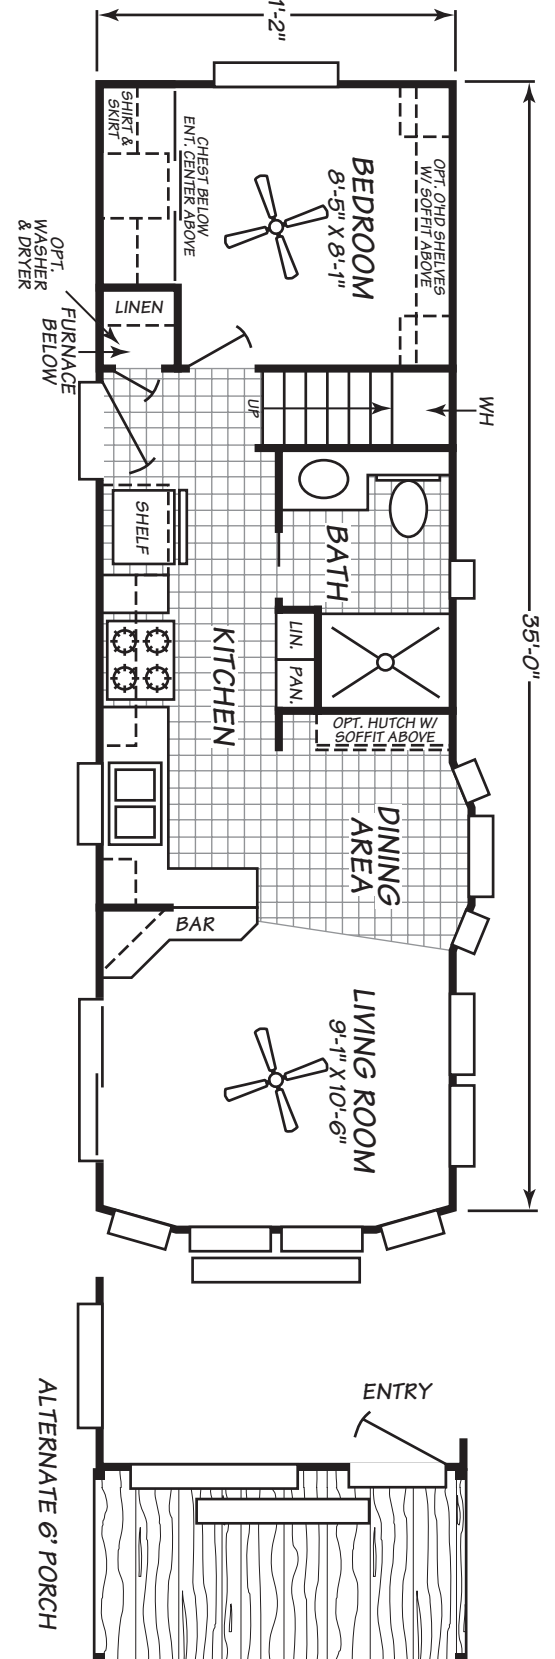 1'-2"
35'-0"
SHIRT &
SKIRT
CHEST BELOW
ENT. CENTER ABOVE
BEDROOM
8'-5" X 8'-1"
OPT. O'HD SHELVES
W/ SOFFIT ABOVE
OPT.
WASHER
& DRYER
FURNACE
BELOW
LINEN
UP
WH
SHELF
BATH
KITCHEN
LIN.
PAN.
OPT. HUTCH W/
SOFFIT ABOVE
DINING
AREA
BAR
LIVING ROOM
9'-1" X 10'-6"
ENTRY
ALTERNATE 6' PORCH